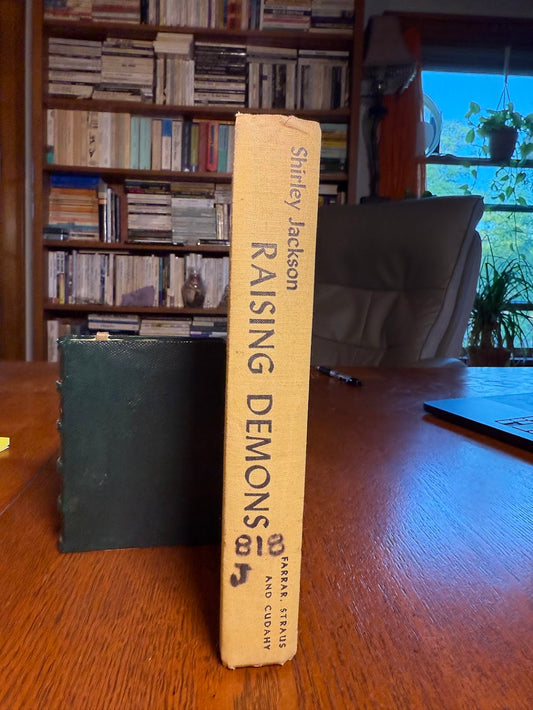 Shirley Jackson
RAISING DEMONS
818
J
FARRAR, STRAUS
AND CUDAHY